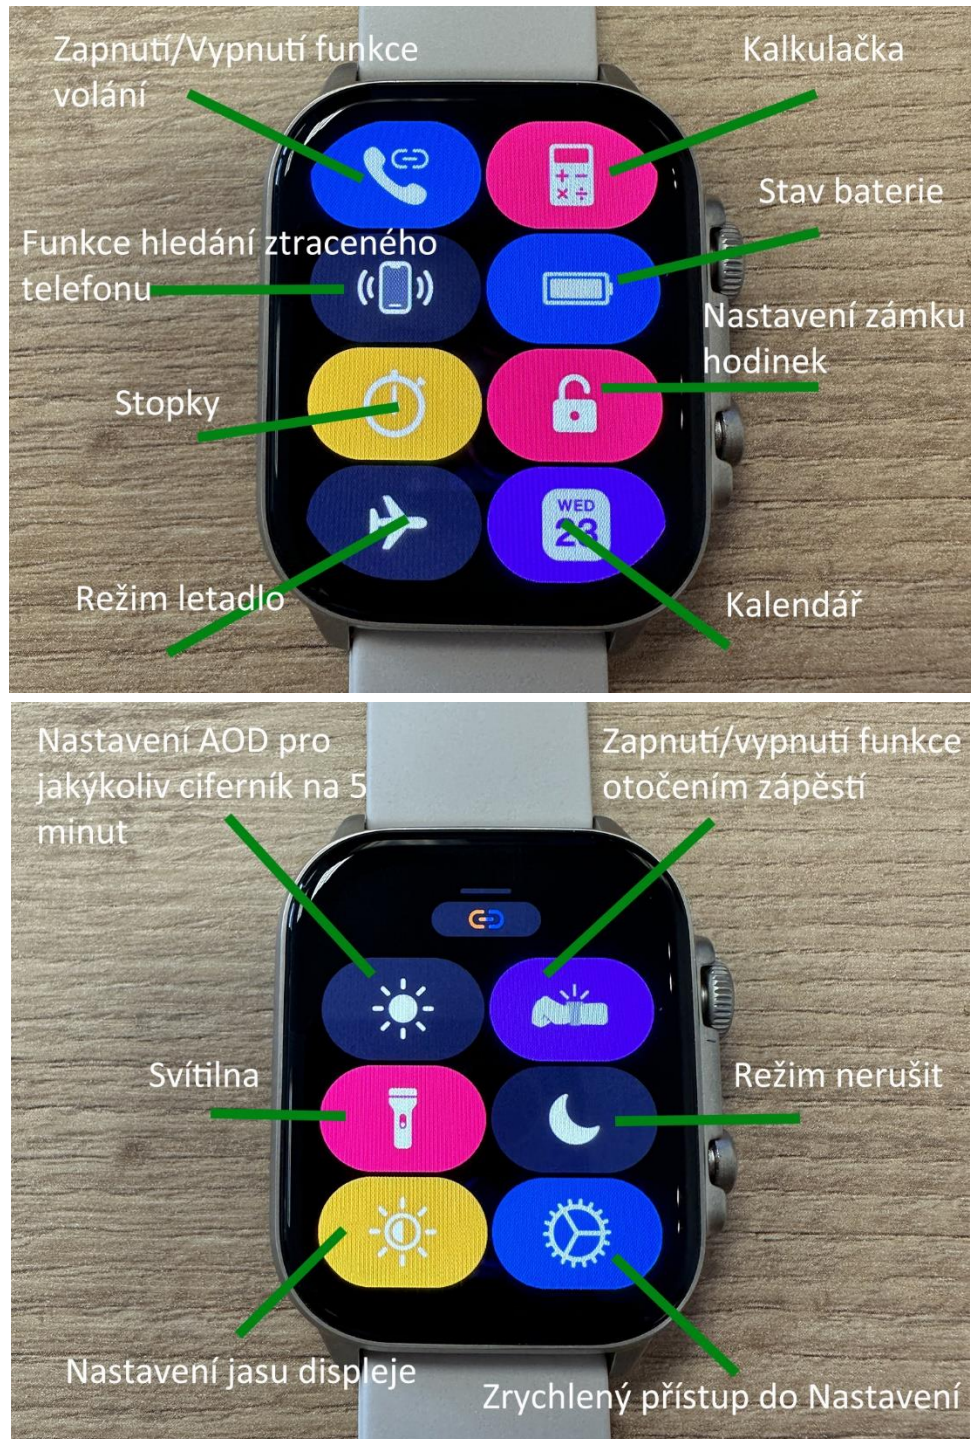 Zapnutí/Vypnutí funkce
volání
Kalkulačka
Stav baterie
Funkce hledání ztraceného
telefonu
Nastavení zámku
hodinek
Stopky
WED
23
Režim letadlo
Kalendář
Nastavení AOD pro
jakýkoliv ciferník na 5
minut
Zapnutí/vypnutí funkce
otočením zápěstí
Svítilna
Režim nerušit
Nastavení jasu displeje
Zrychlený přístup do Nastavení